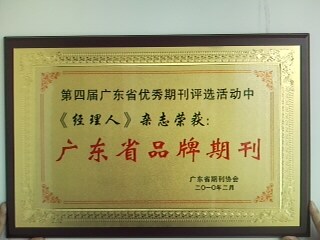 第四届广东省优秀期刊评选活动中
《经理人》杂志荣获:
广东省品牌期刊
广东省期刊协会
二〇一〇年二月